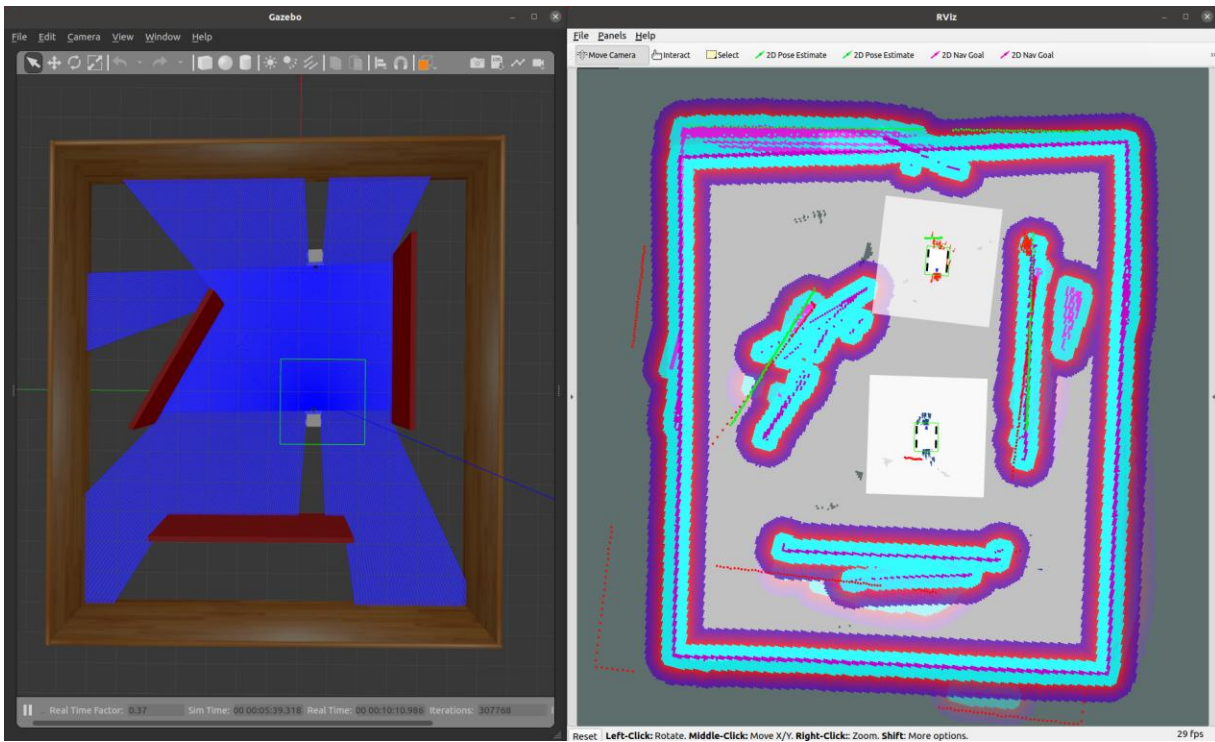 Gazebo
File Edit Camera View Window Help
Real Time Factor: 0.37 Sim Time: 00 00:05:39.318 Real Time: 00 00:10:10.986 Iterations: 307768
RViz
File Panels Help
Move Camera Interact Select 2D Pose Estimate 2D Pose Estimate 2D Nav Goal 2D Nav Goal
Reset Left-Click: Rotate. Middle-Click: Move X/Y. Right-Click:: Zoom. Shift: More options. 29 fps